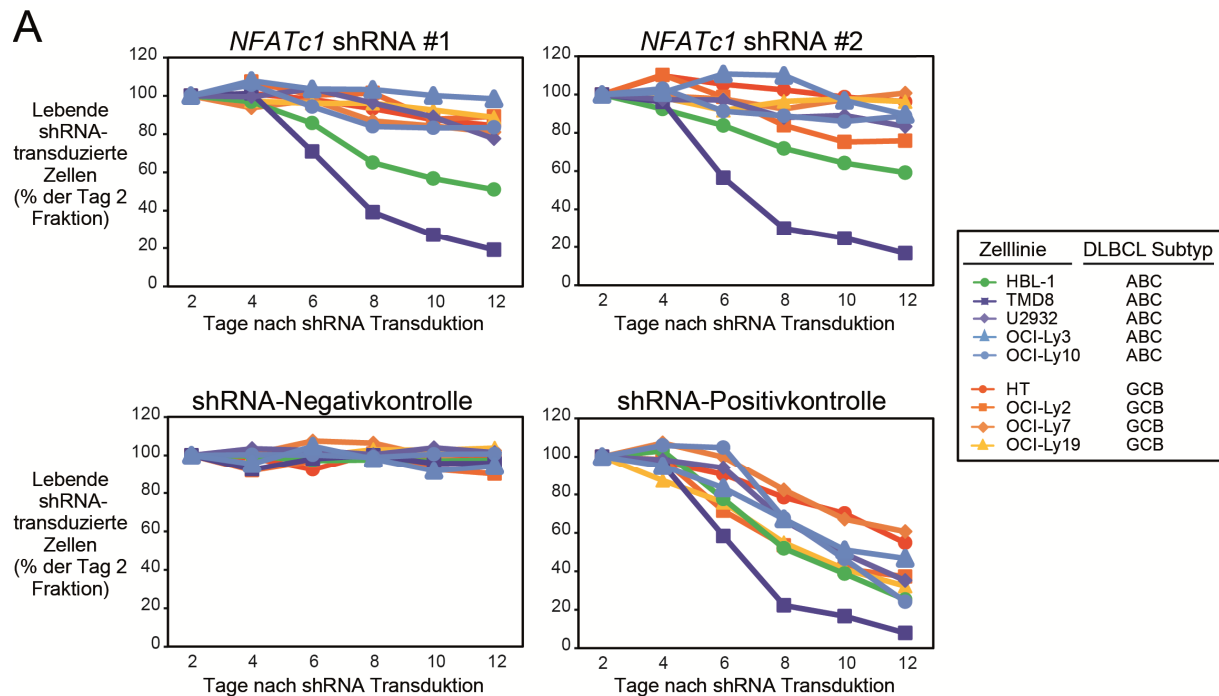 A
NFATc1 shRNA #1
NFATc1 shRNA #2
Lebende
shRNA-
transduzierte
Zellen
(% der Tag 2
Fraktion)
120
100
80
60
40
20
0
2 4 6 8 10 12
Tage nach shRNA Transduktion
120
100
80
60
40
20
0
2 4 6 8 10 12
Tage nach shRNA Transduktion
Zelllinie DLBCL Subtyp
HBL-1 ABC
TMD8 ABC
U2932 ABC
OCI-Ly3 ABC
OCI-Ly10 ABC
HT GCB
OCI-Ly2 GCB
OCI-Ly7 GCB
OCI-Ly19 GCB
shRNA-Negativkontrolle
shRNA-Positivkontrolle
Lebende
shRNA-
transduzierte
Zellen
(% der Tag 2
Fraktion)
120
100
80
60
40
20
0
2 4 6 8 10 12
Tage nach shRNA Transduktion
120
100
80
60
40
20
0
2 4 6 8 10 12
Tage nach shRNA Transduktion